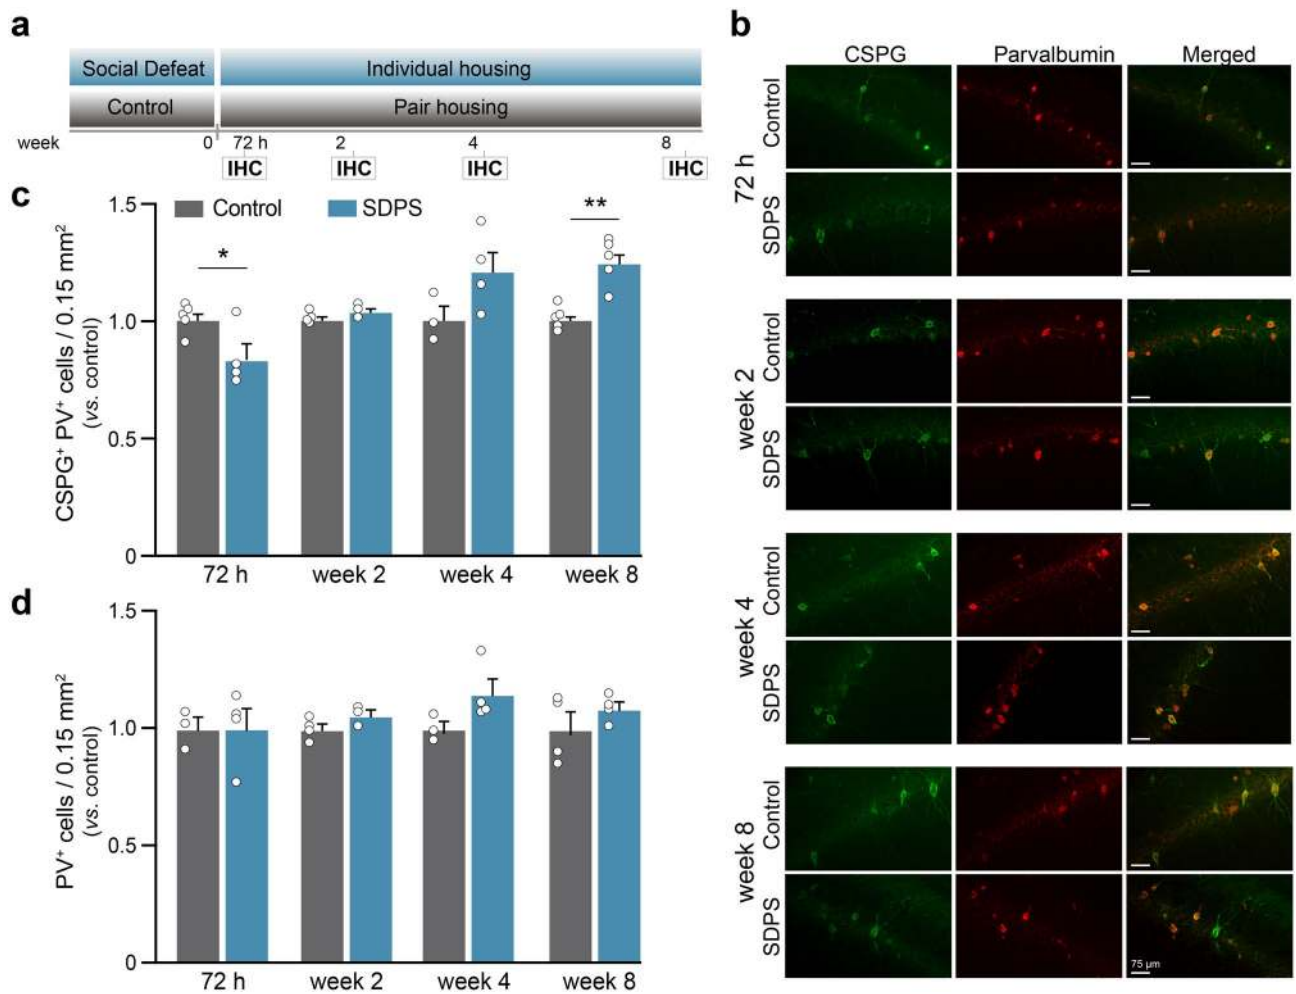 a
Social Defeat Individual housing
Control Pair housing
week 0 72 h 2 4 8
IHC IHC IHC IHC
b
CSPG Parvalbumin Merged
72 h
Control
SDPS
week 2
Control
SDPS
week 4
Control
SDPS
week 8
Control
SDPS
75 µm
c
Control SDPS
CSPG⁺ PV⁺ cells / 0.15 mm²
(vs. control)
1.5
1.0
0.5
0
*
**
72 h week 2 week 4 week 8
d
PV⁺ cells / 0.15 mm²
(vs. control)
1.5
1.0
0.5
0
72 h week 2 week 4 week 8